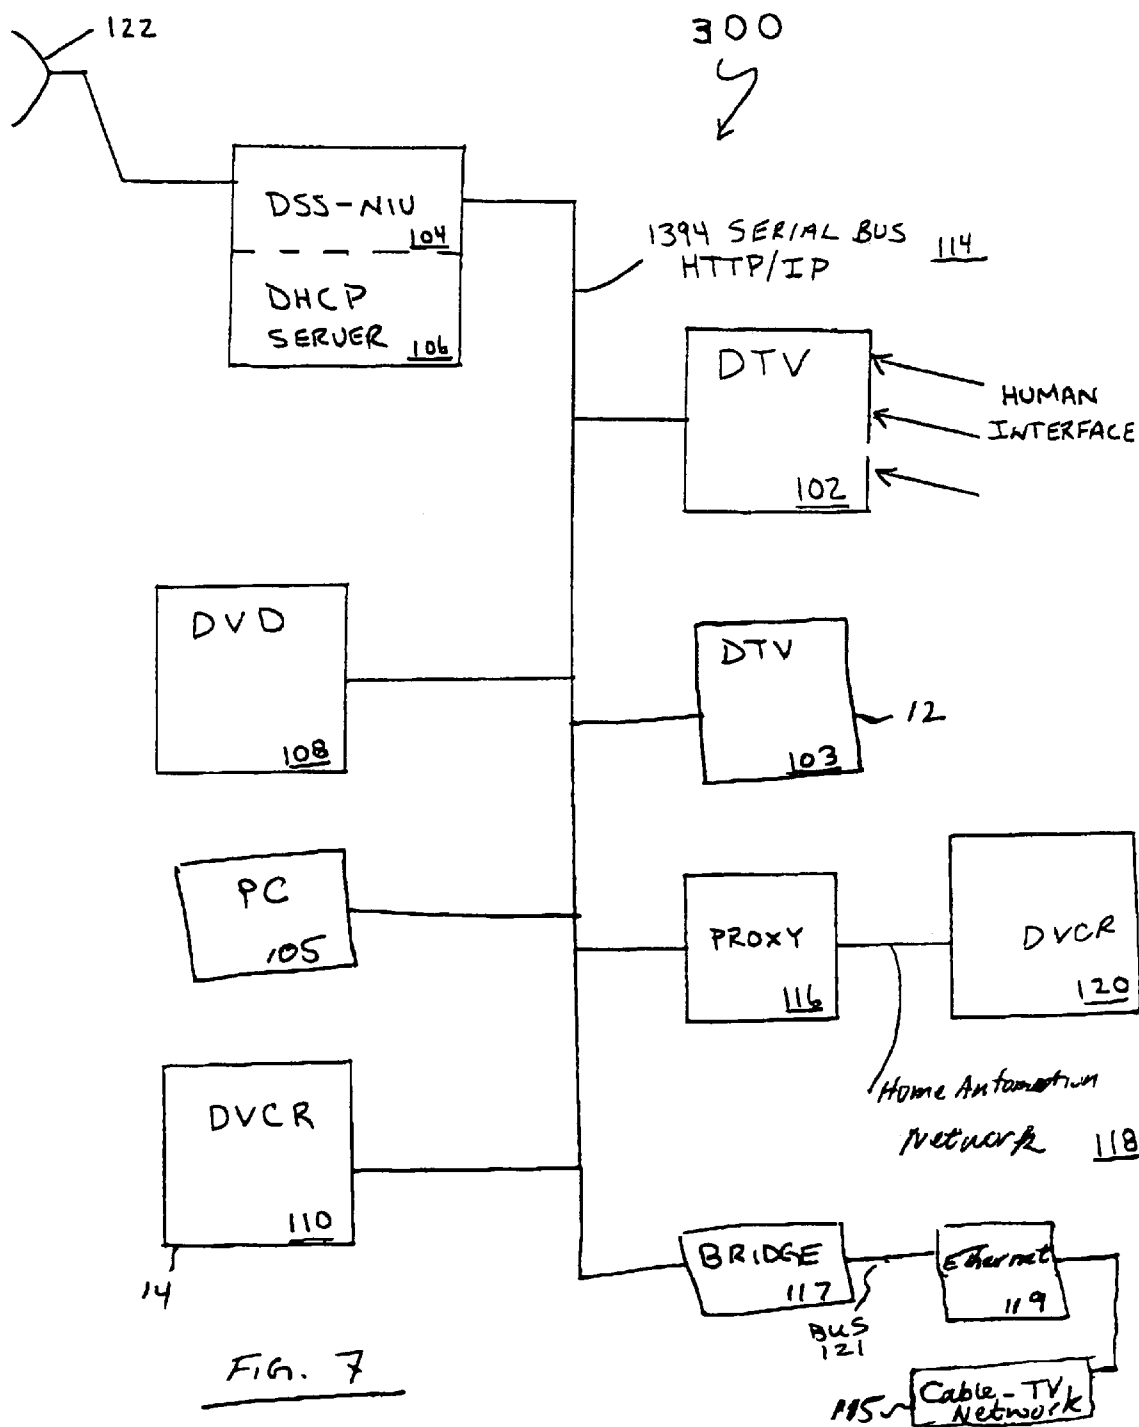 122
300
DSS-NIU
104
DHCP
SERVER
106
1394 SERIAL BUS
HTTP/IP
114
DTV
102
HUMAN
INTERFACE
DVD
108
DTV
103
12
PC
105
PROXY
116
DVCR
120
Home Automation
Network
118
DVCR
110
14
BRIDGE
117
BUS
121
Ethernet
119
Cable-TV
Network
115
FIG. 7